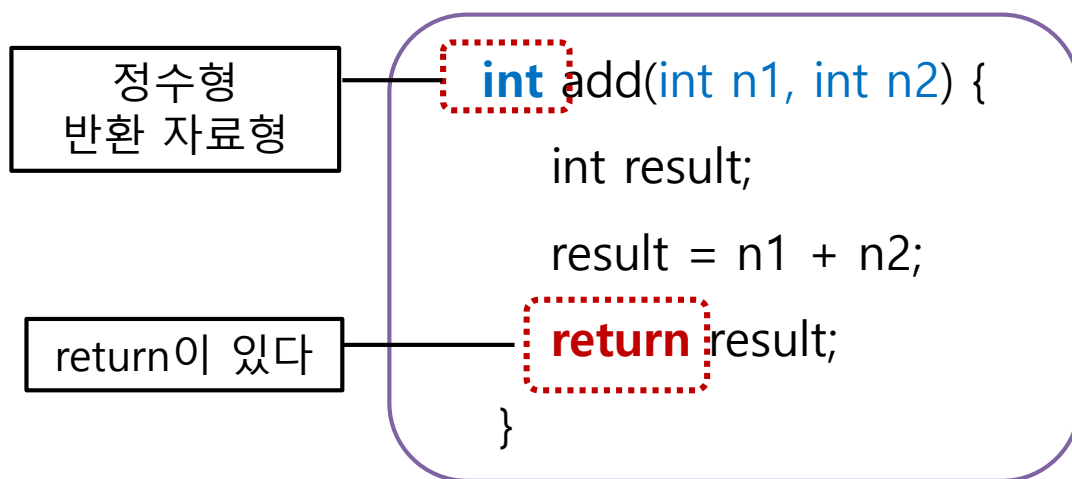 정수형
반환 자료형
int add(int n1, int n2) {
int result;
result = n1 + n2;
return이 있다
return result;
}